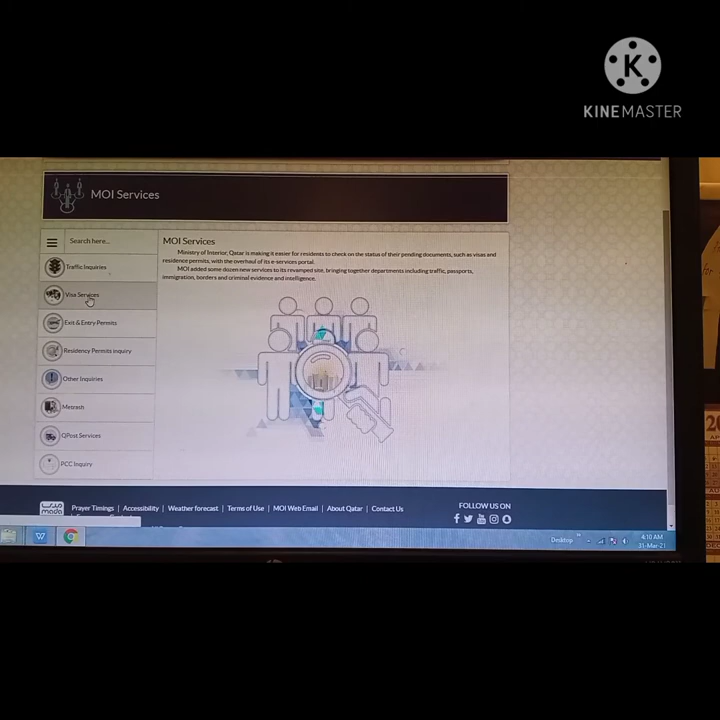 K
KINEMASTER
MOI Services
Search here...
MOI Services
Ministry of Interior, Qatar is making it easier for residents to check on the status of their pending documents, such as visas and
residence permits, with the overhaul of its e-services portal.
MOI added some dozen new services to its revamped site, bringing together departments including traffic, passports,
immigration, borders and criminal evidence and intelligence.
Traffic Inquiries
Visa Services
Exit & Entry Permits
Residency Permits inquiry
Other Inquiries
Metrash
QPost Services
PCC Inquiry
مدى
mada
Prayer Timings | Accessibility | Weather forecast | Terms of Use | MOI Web Email | About Qatar | Contact Us
FOLLOW US ON
Desktop
4:10 AM
31-Mar-21